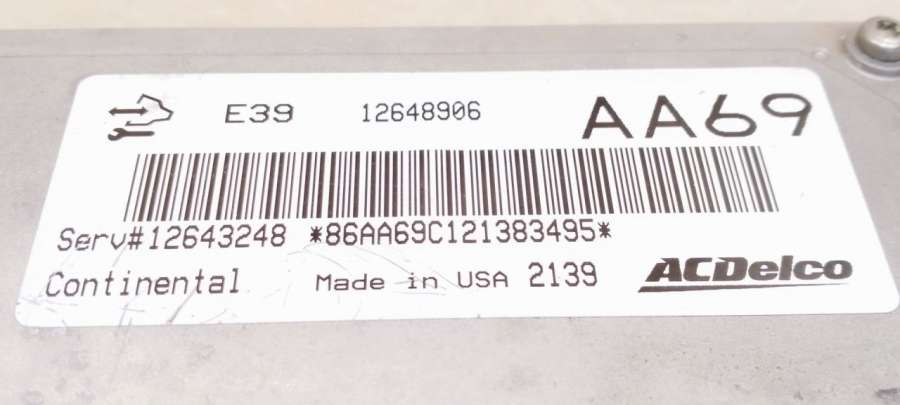 E39 12648906 AA69
Serv#12643248 *86AA69C121383495*
Continental Made in USA 2139 ACDelco